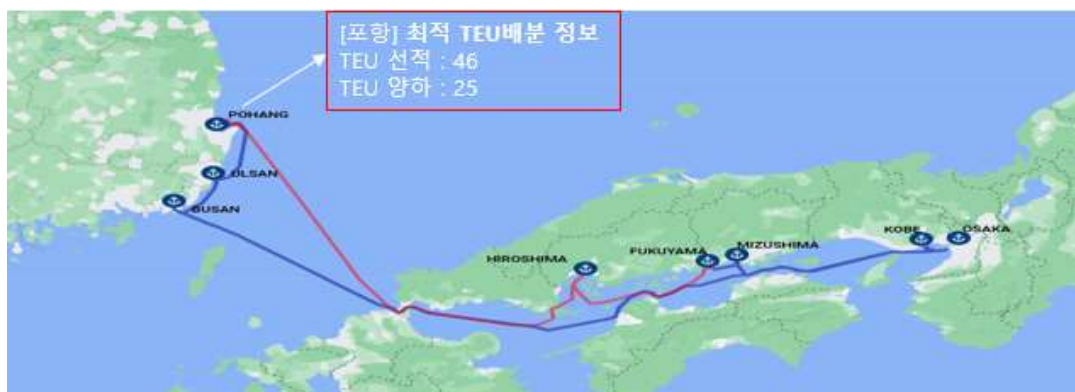 [포항] 최적 TEU배분 정보
TEU 선적 : 46
TEU 양하 : 25
POHANG
ULSAN
BUSAN
HIROSHIMA
FUKUYAMA
MIZUSHIMA
KOBE
OSAKA